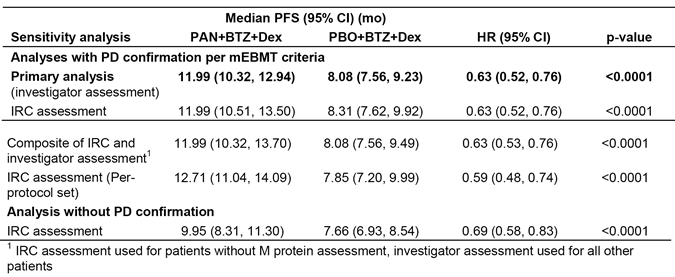 Median PFS (95% CI) (mo)
Sensitivity analysis PAN+BTZ+Dex PBO+BTZ+Dex HR (95% CI) p-value
Analyses with PD confirmation per mEBMT criteria
Primary analysis 11.99 (10.32, 12.94) 8.08 (7.56, 9.23) 0.63 (0.52, 0.76) <0.0001
(investigator assessment)
IRC assessment 11.99 (10.51, 13.50) 8.31 (7.62, 9.92) 0.63 (0.52, 0.76) <0.0001
Composite of IRC and 11.99 (10.32, 13.70) 8.08 (7.56, 9.49) 0.63 (0.53, 0.76) <0.0001
investigator assessment1
IRC assessment (Per- 12.71 (11.04, 14.09) 7.85 (7.20, 9.99) 0.59 (0.48, 0.74) <0.0001
protocol set)
Analysis without PD confirmation
IRC assessment 9.95 (8.31, 11.30) 7.66 (6.93, 8.54) 0.69 (0.58, 0.83) <0.0001
1 IRC assessment used for patients without M protein assessment, investigator assessment used for all other
patients